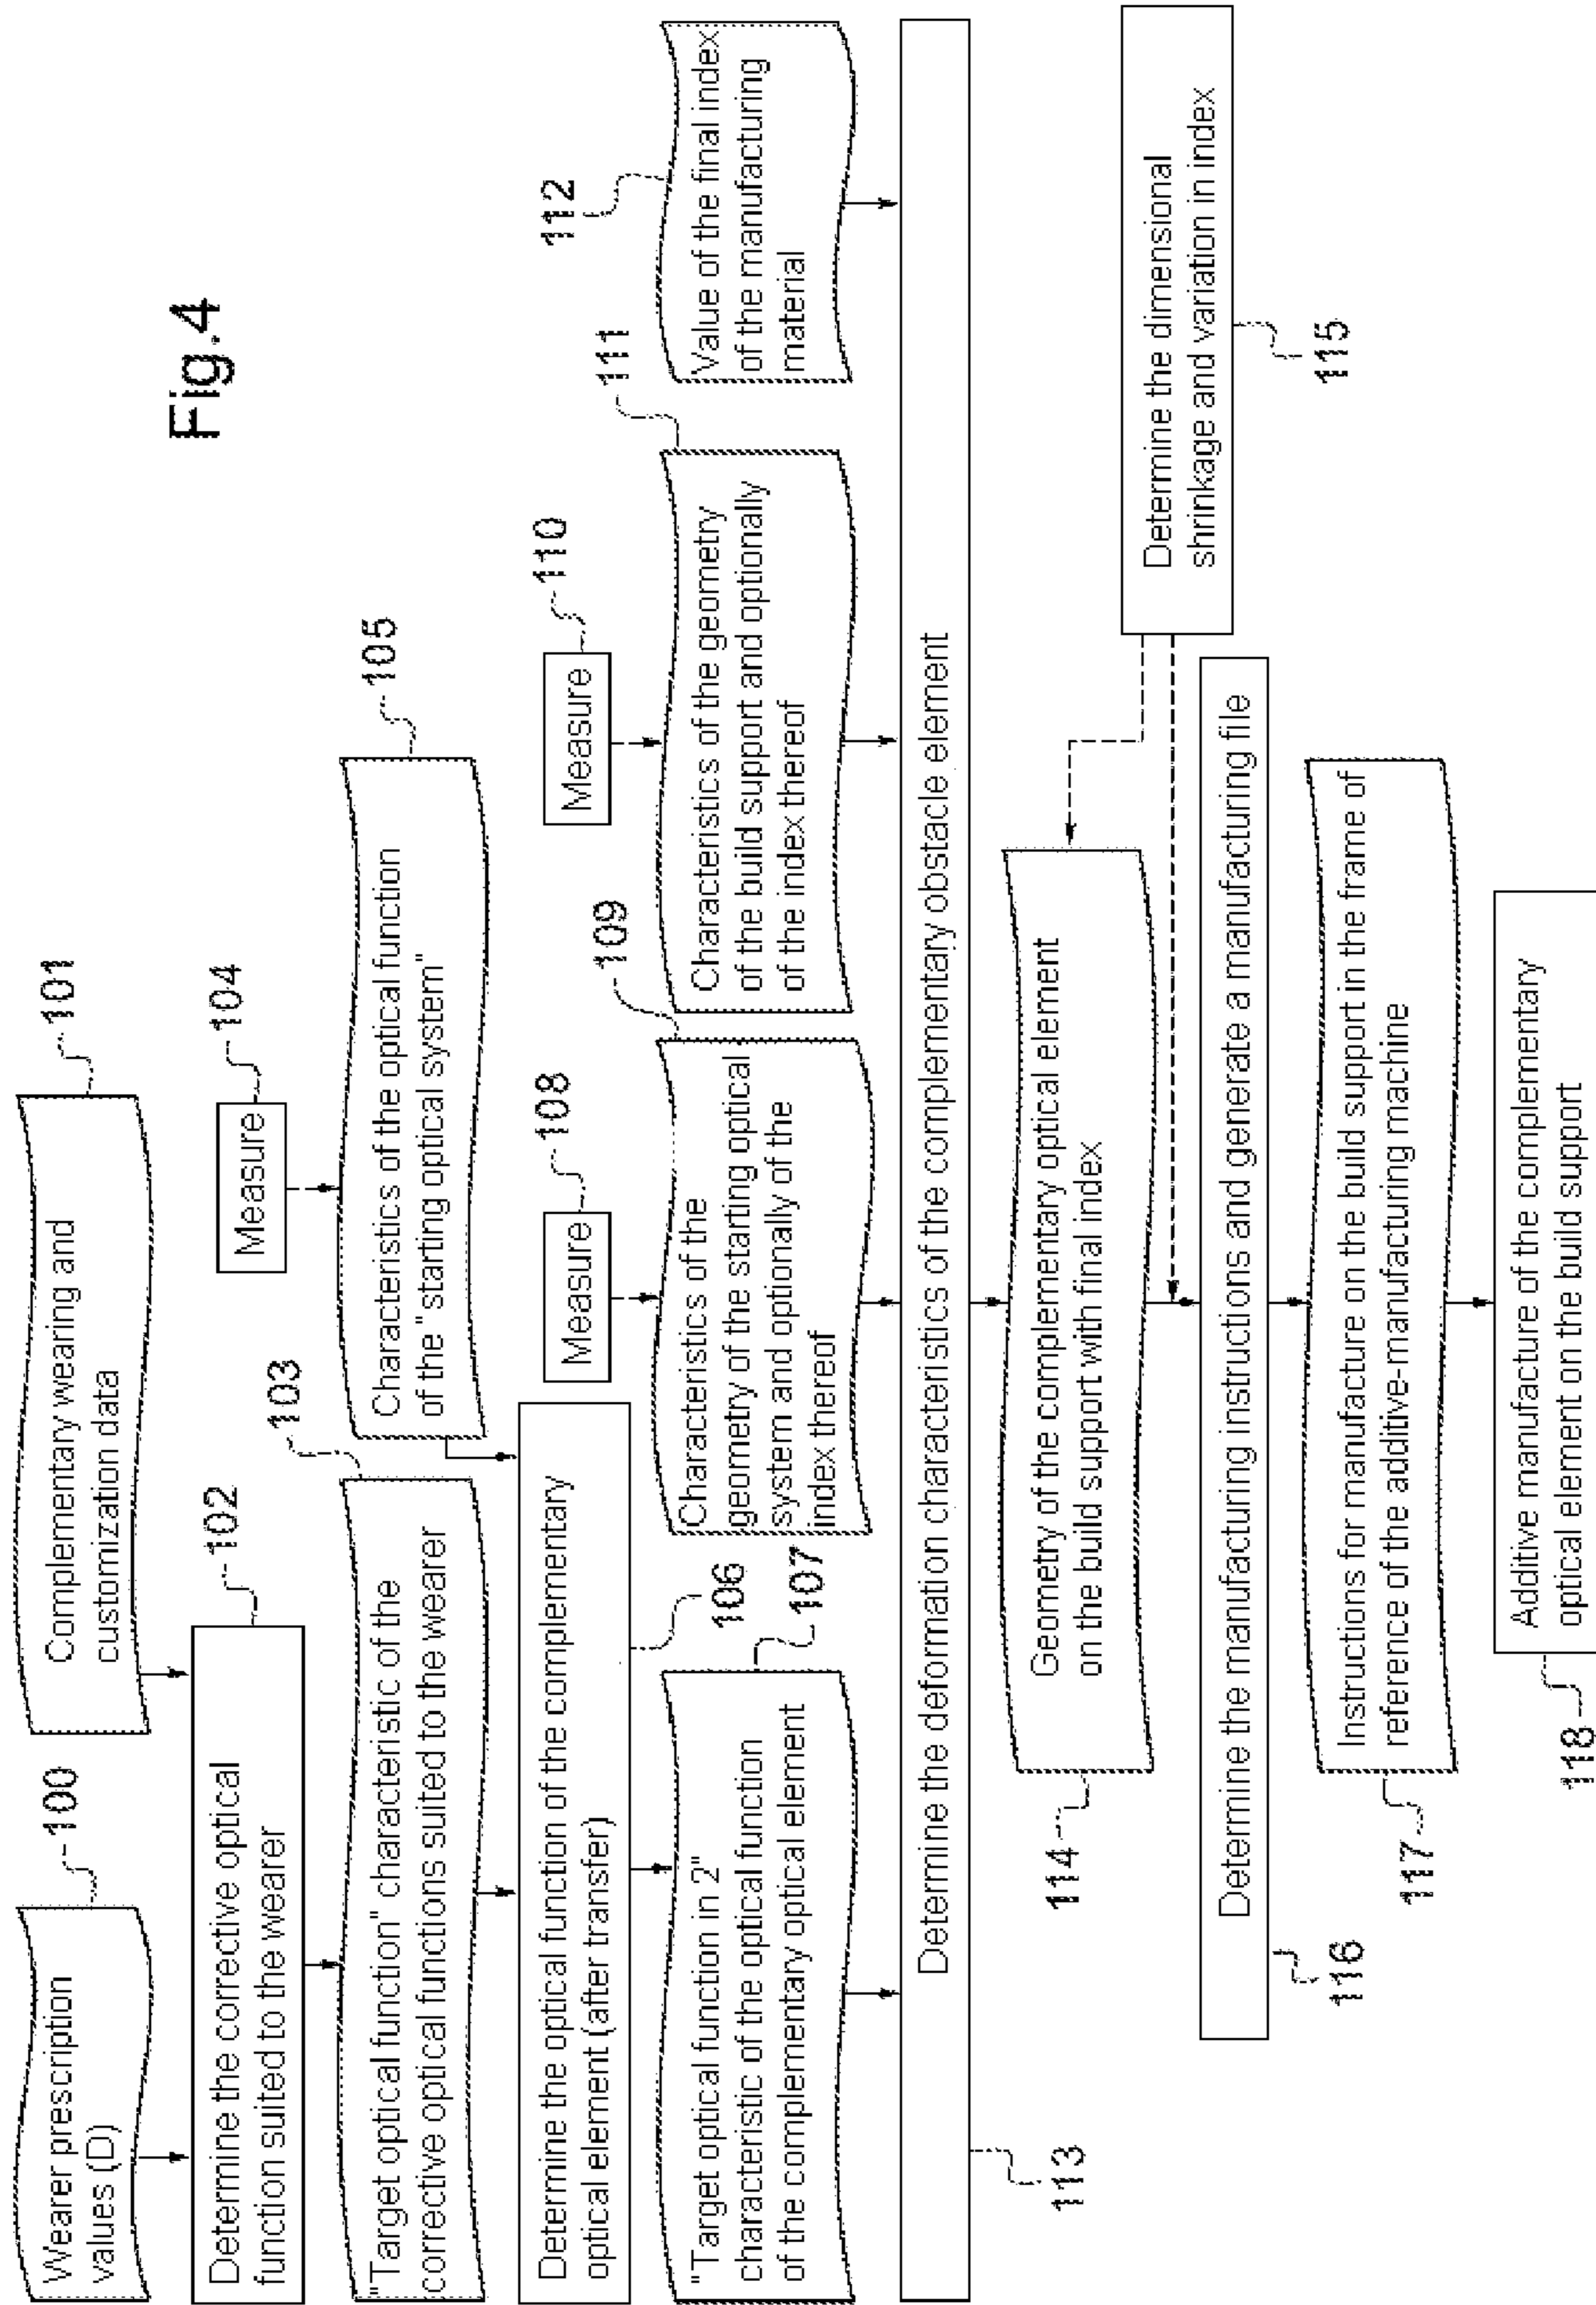 Fig.4
Wearer prescription
values (D)
100
Complementary wearing and
customization data
101
Determine the corrective optical
function suited to the wearer
102
Measure
104
"Target optical function" characteristic of the
corrective optical functions suited to the wearer
103
Characteristics of the optical function
of the "starting optical system"
105
Determine the optical function of the complementary
optical element (after transfer)
106
Measure
108
Measure
110
"Target optical function in 2"
characteristic of the optical function
of the complementary optical element
107
Characteristics of the
geometry of the starting optical
system and optionally of the
index thereof
109
Characteristics of the geometry
of the build support and optionally
of the index thereof
111
Value of the final index
of the manufacturing
material
112
Determine the deformation characteristics of the complementary obstacle element
113
Geometry of the complementary optical element
on the build support with final index
114
Determine the dimensional
shrinkage and variation in index
115
Determine the manufacturing instructions and generate a manufacturing file
116
Instructions for manufacture on the build support in the frame of
reference of the additive-manufacturing machine
117
Additive manufacture of the complementary
optical element on the build support
118